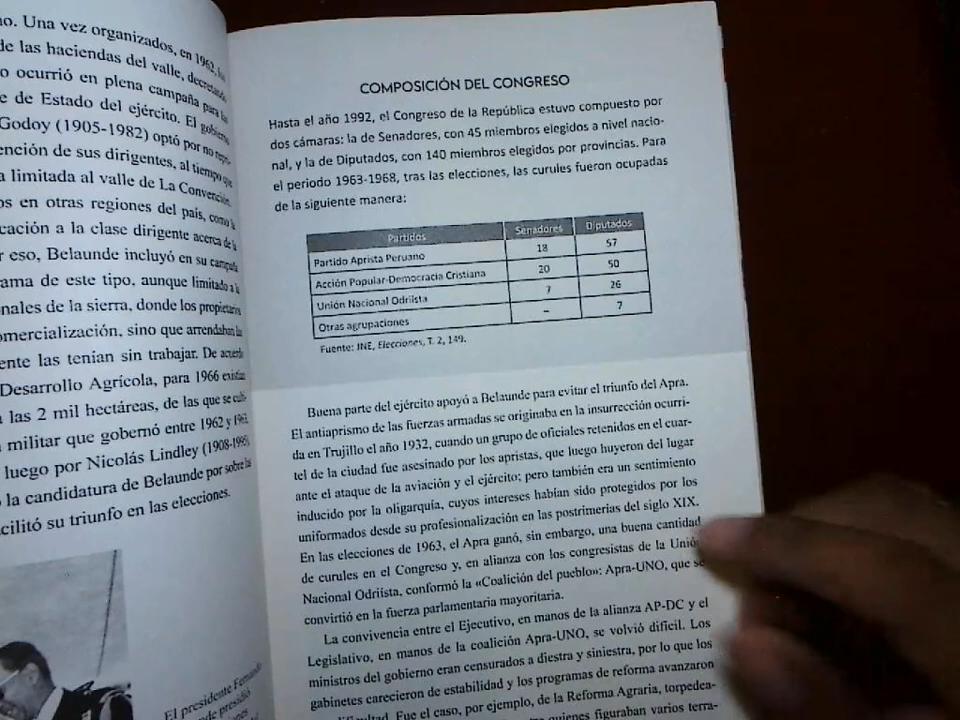 no. Una vez organizados, en 1962, los
de las haciendas del valle, decretando
o ocurrió en plena campaña para las
e de Estado del ejército. El gobierno
Godoy (1905-1982) optó por no
ención de sus dirigentes, al tiempo que
a limitada al valle de La Convención.
os en otras regiones del país, como la
cación a la clase dirigente acerca de la
r eso, Belaunde incluyó en su campaña
ama de este tipo, aunque limitado a la
onales de la sierra, donde los propietarios
omercialización, sino que arrendaban las
ente las tenían sin trabajar. De acuerdo
Desarrollo Agrícola, para 1966 existían
a las 2 mil hectáreas, de las que se
militar que gobernó entre 1962 y 1963,
luego por Nicolás Lindley (1908-1995),
o la candidatura de Belaunde por sobre las
cilitó su triunfo en las elecciones.
El presidente
presidió
COMPOSICIÓN DEL CONGRESO
Hasta el año 1992, el Congreso de la República estuvo compuesto por
dos cámaras: la de Senadores, con 45 miembros elegidos a nivel nacio-
nal, y la de Diputados, con 140 miembros elegidos por provincias. Para
el periodo 1963-1968, tras las elecciones, las curules fueron ocupadas
de la siguiente manera:
Partidos Senadores Diputados
Partido Aprista Peruano 18 57
Acción Popular-Democracia Cristiana 20 50
Unión Nacional Odriísta 7 26
Otras agrupaciones – 7
Fuente: INE, Elecciones, T. 2, 149.
Buena parte del ejército apoyó a Belaunde para evitar el triunfo del Apra.
El antiaprismo de las fuerzas armadas se originaba en la insurrección ocurri-
da en Trujillo el año 1932, cuando un grupo de oficiales retenidos en el cuar-
tel de la ciudad fue asesinado por los apristas, que luego huyeron del lugar
ante el ataque de la aviación y el ejército; pero también era un sentimiento
inducido por la oligarquía, cuyos intereses habían sido protegidos por los
uniformados desde su profesionalización en las postrimerías del siglo XIX.
En las elecciones de 1963, el Apra ganó, sin embargo, una buena cantidad
de curules en el Congreso y, en alianza con los congresistas de la Unión
Nacional Odriísta, conformó la «Coalición del pueblo»: Apra-UNO, que se
convirtió en la fuerza parlamentaria mayoritaria.
La convivencia entre el Ejecutivo, en manos de la alianza AP-DC y el
Legislativo, en manos de la coalición Apra-UNO, se volvió difícil. Los
ministros del gobierno eran censurados a diestra y siniestra, por lo que los
gabinetes carecieron de estabilidad y los programas de reforma avanzaron
Fue el caso, por ejemplo, de la Reforma Agraria, torpedea-
quienes figuraban varios terra-